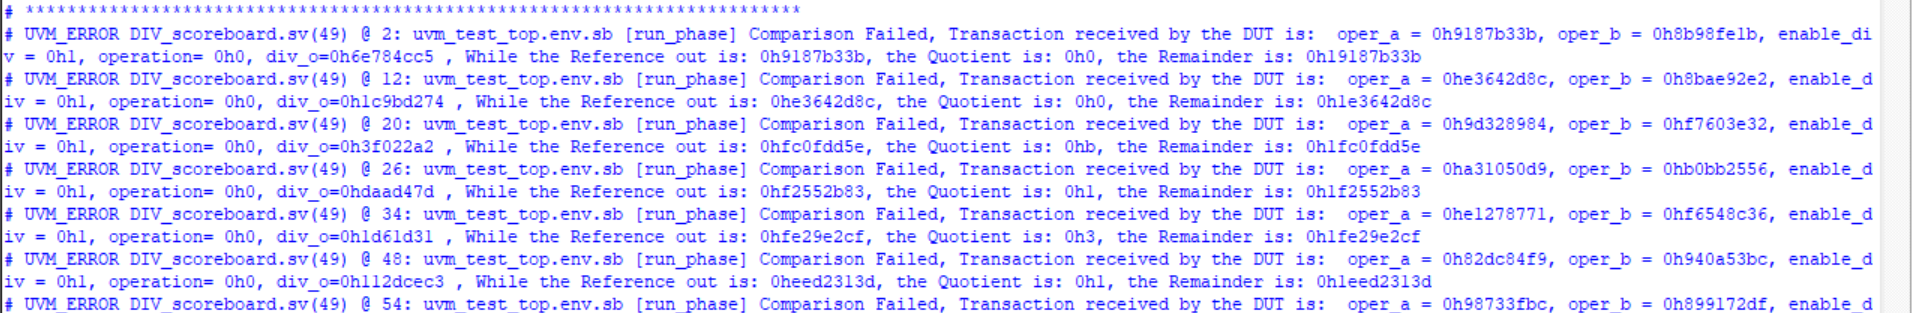 # ***************************************************************************
# UVM_ERROR DIV_scoreboard.sv(49) @ 2: uvm_test_top.env.sb [run_phase] Comparison Failed, Transaction received by the DUT is:  oper_a = 0h9187b33b, oper_b = 0h8b98fe1b, enable_di
v = 0h1, operation= 0h0, div_o=0h6e784cc5 , While the Reference out is: 0h9187b33b, the Quotient is: 0h0, the Remainder is: 0h19187b33b
# UVM_ERROR DIV_scoreboard.sv(49) @ 12: uvm_test_top.env.sb [run_phase] Comparison Failed, Transaction received by the DUT is:  oper_a = 0he3642d8c, oper_b = 0h8bae92e2, enable_d
iv = 0h1, operation= 0h0, div_o=0h1c9bd274 , While the Reference out is: 0he3642d8c, the Quotient is: 0h0, the Remainder is: 0h1e3642d8c
# UVM_ERROR DIV_scoreboard.sv(49) @ 20: uvm_test_top.env.sb [run_phase] Comparison Failed, Transaction received by the DUT is:  oper_a = 0h9d328984, oper_b = 0hf7603e32, enable_d
iv = 0h1, operation= 0h0, div_o=0h3f022a2 , While the Reference out is: 0hfc0fdd5e, the Quotient is: 0hb, the Remainder is: 0h1fc0fdd5e
# UVM_ERROR DIV_scoreboard.sv(49) @ 26: uvm_test_top.env.sb [run_phase] Comparison Failed, Transaction received by the DUT is:  oper_a = 0ha31050d9, oper_b = 0hb0bb2556, enable_d
iv = 0h1, operation= 0h0, div_o=0hdaad47d , While the Reference out is: 0hf2552b83, the Quotient is: 0h1, the Remainder is: 0h1f2552b83
# UVM_ERROR DIV_scoreboard.sv(49) @ 34: uvm_test_top.env.sb [run_phase] Comparison Failed, Transaction received by the DUT is:  oper_a = 0he1278771, oper_b = 0hf6548c36, enable_d
iv = 0h1, operation= 0h0, div_o=0h1d61d31 , While the Reference out is: 0hfe29e2cf, the Quotient is: 0h3, the Remainder is: 0h1fe29e2cf
# UVM_ERROR DIV_scoreboard.sv(49) @ 48: uvm_test_top.env.sb [run_phase] Comparison Failed, Transaction received by the DUT is:  oper_a = 0h82dc84f9, oper_b = 0h940a53bc, enable_d
iv = 0h1, operation= 0h0, div_o=0h112dcec3 , While the Reference out is: 0heed2313d, the Quotient is: 0h1, the Remainder is: 0h1eed2313d
# UVM_ERROR DIV_scoreboard.sv(49) @ 54: uvm_test_top.env.sb [run_phase] Comparison Failed, Transaction received by the DUT is:  oper_a = 0h98733fbc, oper_b = 0h899172df, enable_d